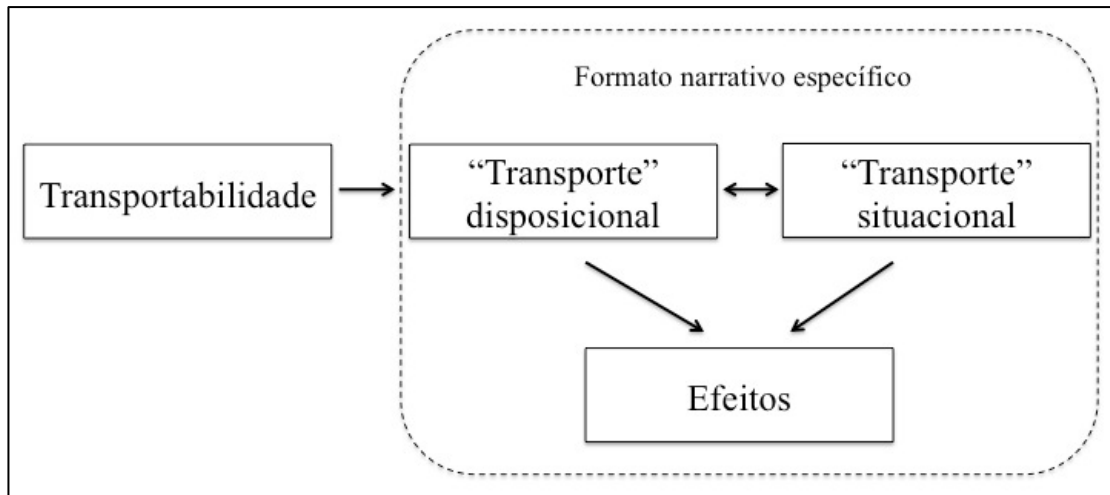 Formato narrativo específico
Transportabilidade
“Transporte”
disposicional
“Transporte”
situacional
Efeitos